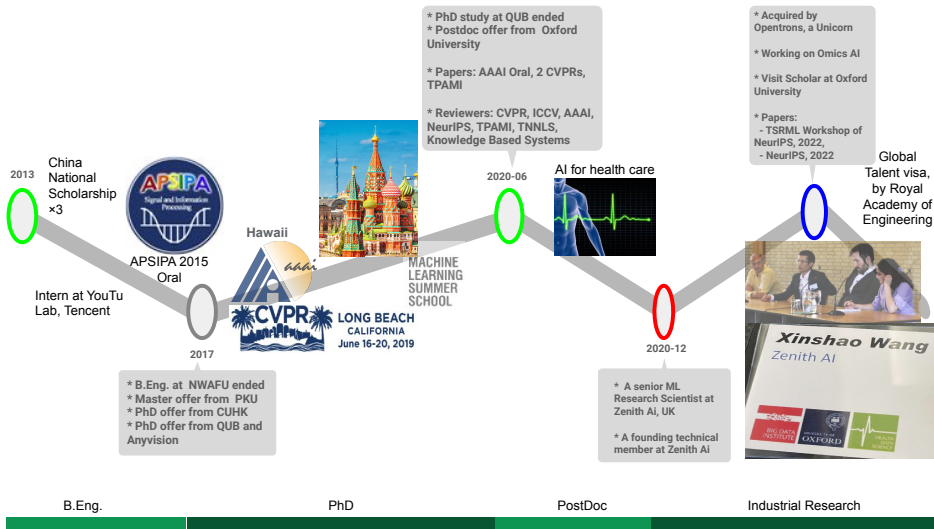 2013
China
National
Scholarship
×3
APSIPA
Signal and Information
Processing
APSIPA 2015
Oral
Intern at YouTu
Lab, Tencent
2017
* B.Eng. at NWAFU ended
* Master offer from PKU
* PhD offer from CUHK
* PhD offer from QUB and
Anyvision
Hawaii
aaai
CVPR
LONG BEACH
CALIFORNIA
June 16-20, 2019
MACHINE
LEARNING
SUMMER
SCHOOL
* PhD study at QUB ended
* Postdoc offer from Oxford
University
* Papers: AAAI Oral, 2 CVPRs,
TPAMI
* Reviewers: CVPR, ICCV, AAAI,
NeurIPS, TPAMI, TNNLS,
Knowledge Based Systems
2020-06
AI for health care
2020-12
* A senior ML
Research Scientist at
Zenith Ai, UK
* A founding technical
member at Zenith Ai
* Acquired by
Opentrons, a Unicorn
* Working on Omics AI
* Visit Scholar at Oxford
University
* Papers:
- TSRML Workshop of
NeurIPS, 2022,
- NeurIPS, 2022
Global
Talent visa,
by Royal
Academy of
Engineering
Xinshao Wang
Zenith AI
BIG DATA
INSTITUTE
UNIVERSITY OF
OXFORD
HEALTH
DATA
SCIENCE
B.Eng.
PhD
PostDoc
Industrial Research